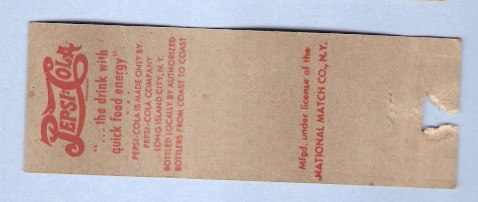 PEPSI-COLA
"...the drink with
quick food energy"
PEPSI-COLA IS MADE ONLY BY
PEPSI-COLA COMPANY
LONG ISLAND CITY, N.Y.
BOTTLED LOCALLY BY AUTHORIZED
BOTTLERS FROM COAST TO COAST
Mfgd. under license of the
NATIONAL MATCH CO., N.Y.